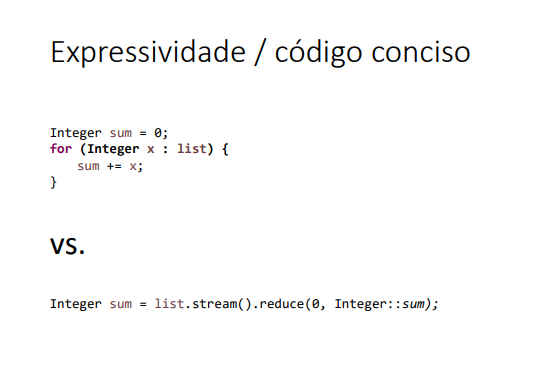 Expressividade / código conciso
Integer sum = 0;
for (Integer x : list) {
    sum += x;
}
vs.
Integer sum = list.stream().reduce(0, Integer::sum);